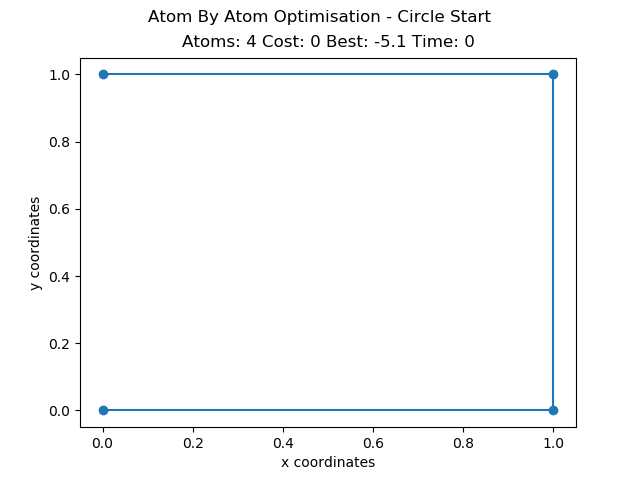 Atom By Atom Optimisation - Circle Start
Atoms: 4 Cost: 0 Best: -5.1 Time: 0
1.0
0.8
0.6
0.4
0.2
0.0
y coordinates
0.0 0.2 0.4 0.6 0.8 1.0
x coordinates